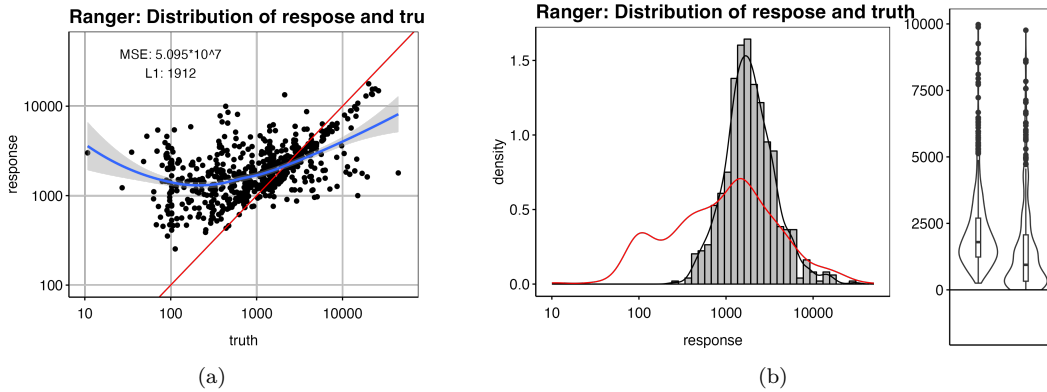 Ranger: Distribution of respose and tru
MSE: 5.095*10^7
L1: 1912
10000
1000
100
response
10
100
1000
10000
truth
(a)
Ranger: Distribution of respose and truth
1.5
1.0
0.5
0.0
density
10
100
1000
10000
response
(b)
10000
7500
5000
2500
0